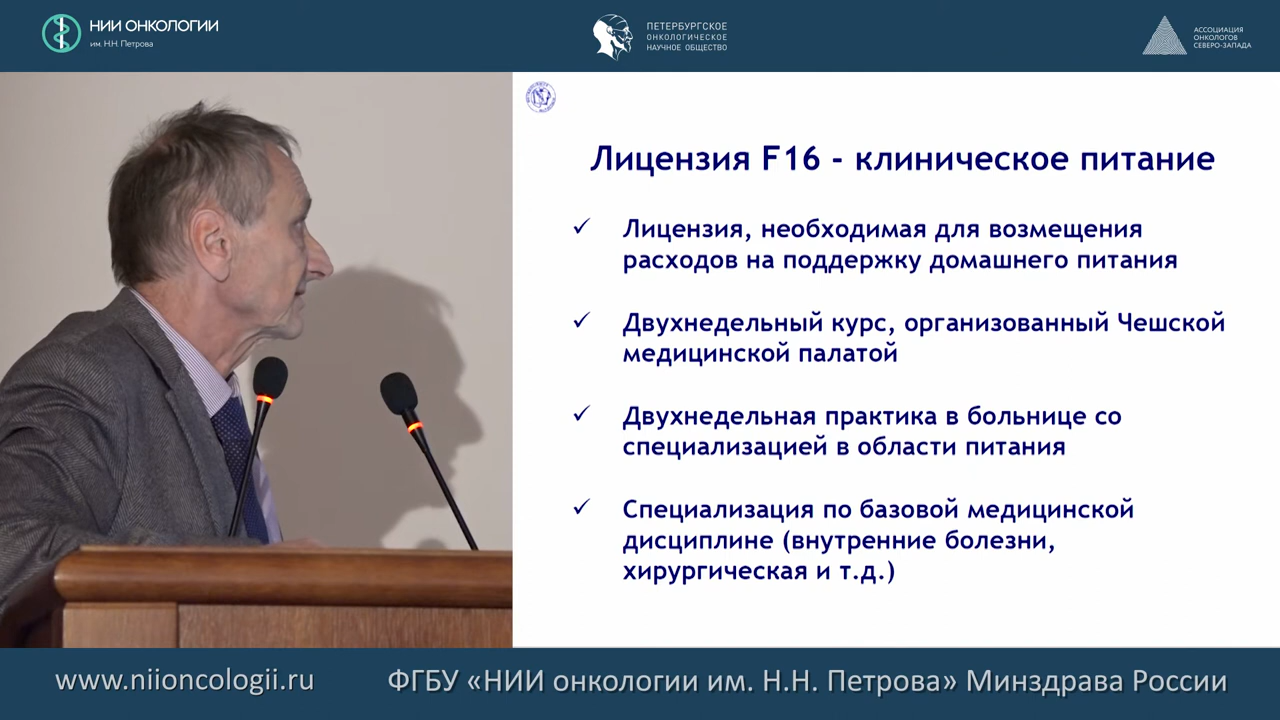 НИИ ОНКОЛОГИИ
им. Н.Н. Петрова
ПЕТЕРБУРГСКОЕ
ОНКОЛОГИЧЕСКОЕ
НАУЧНОЕ ОБЩЕСТВО
АССОЦИАЦИЯ
ОНКОЛОГОВ
СЕВЕРО-ЗАПАДА
Лицензия F16 - клиническое питание
✓ Лицензия, необходимая для возмещения
расходов на поддержку домашнего питания
✓ Двухнедельный курс, организованный Чешской
медицинской палатой
✓ Двухнедельная практика в больнице со
специализацией в области питания
✓ Специализация по базовой медицинской
дисциплине (внутренние болезни,
хирургическая и т.д.)
www.niioncologii.ru
ФГБУ «НИИ онкологии им. Н.Н. Петрова» Минздрава России